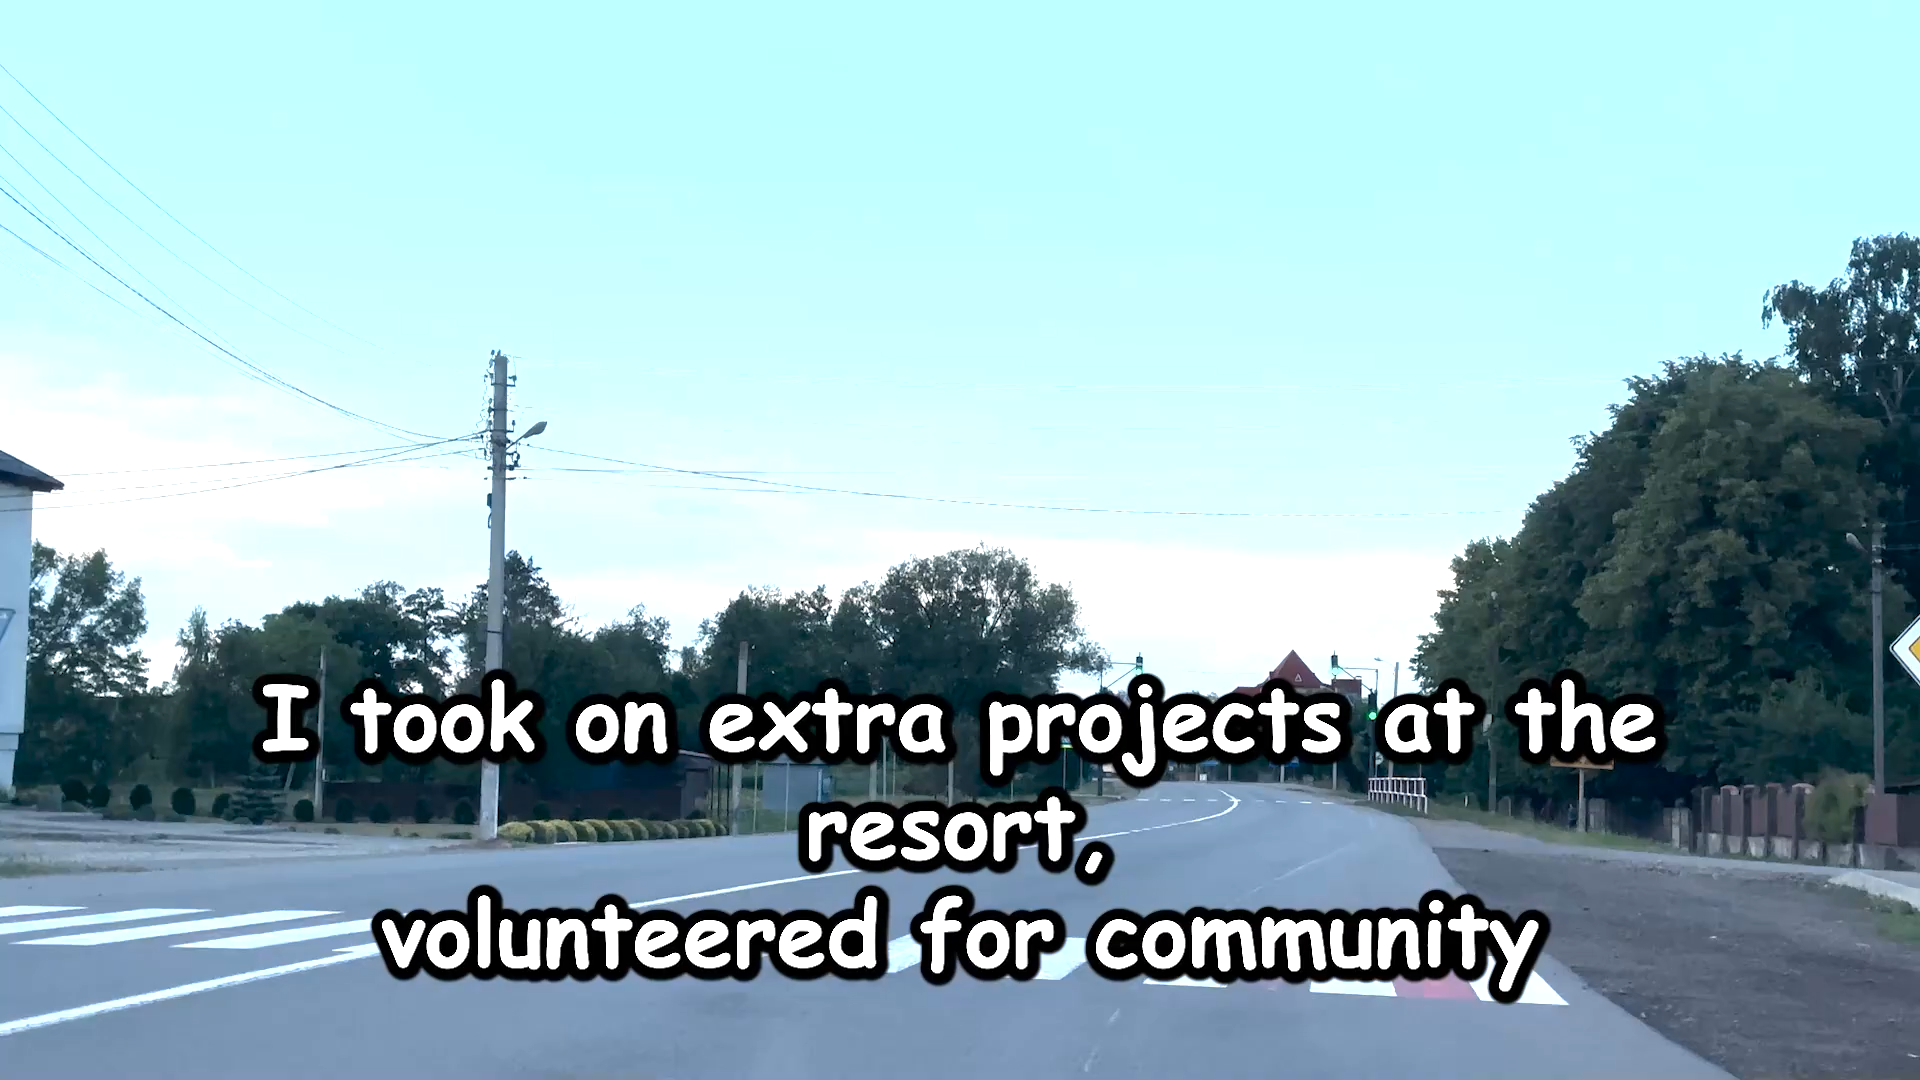 I took on extra projects at the
resort,
volunteered for community